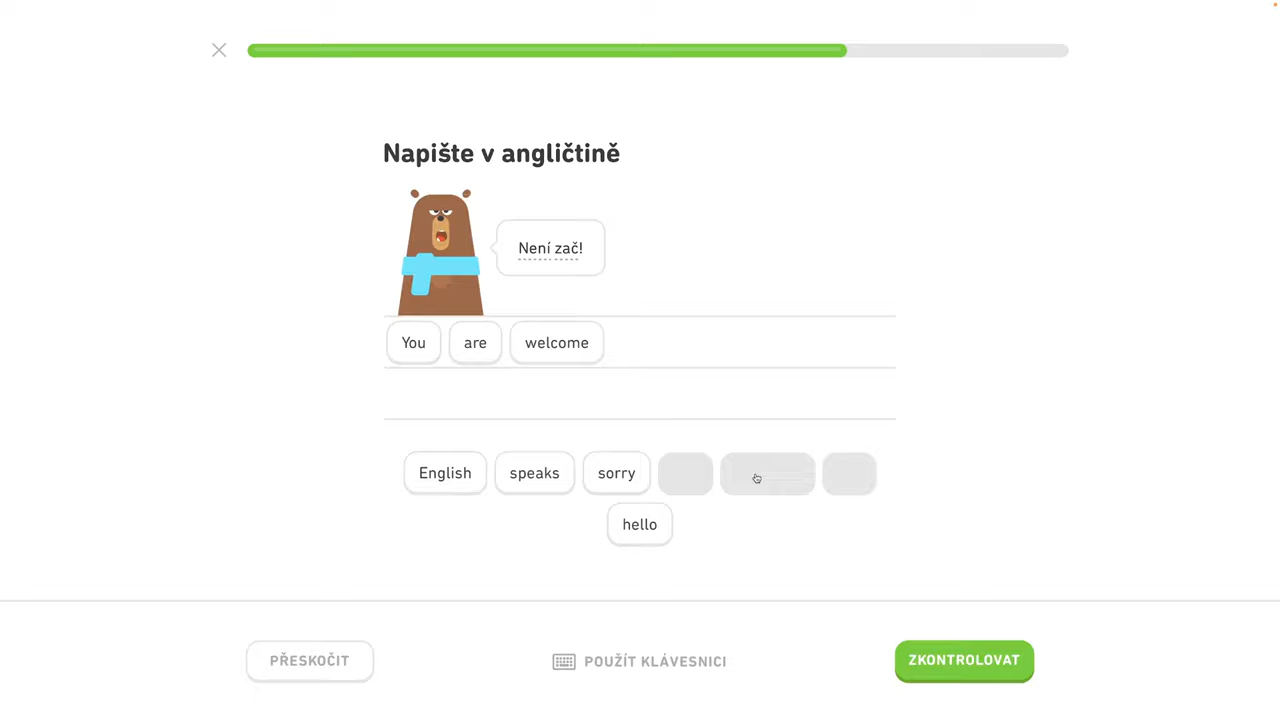 Napište v angličtině
Není zač!
You are welcome
English speaks sorry
hello
PŘESKOČIT POUŽÍT KLÁVESNICI ZKONTROLOVAT